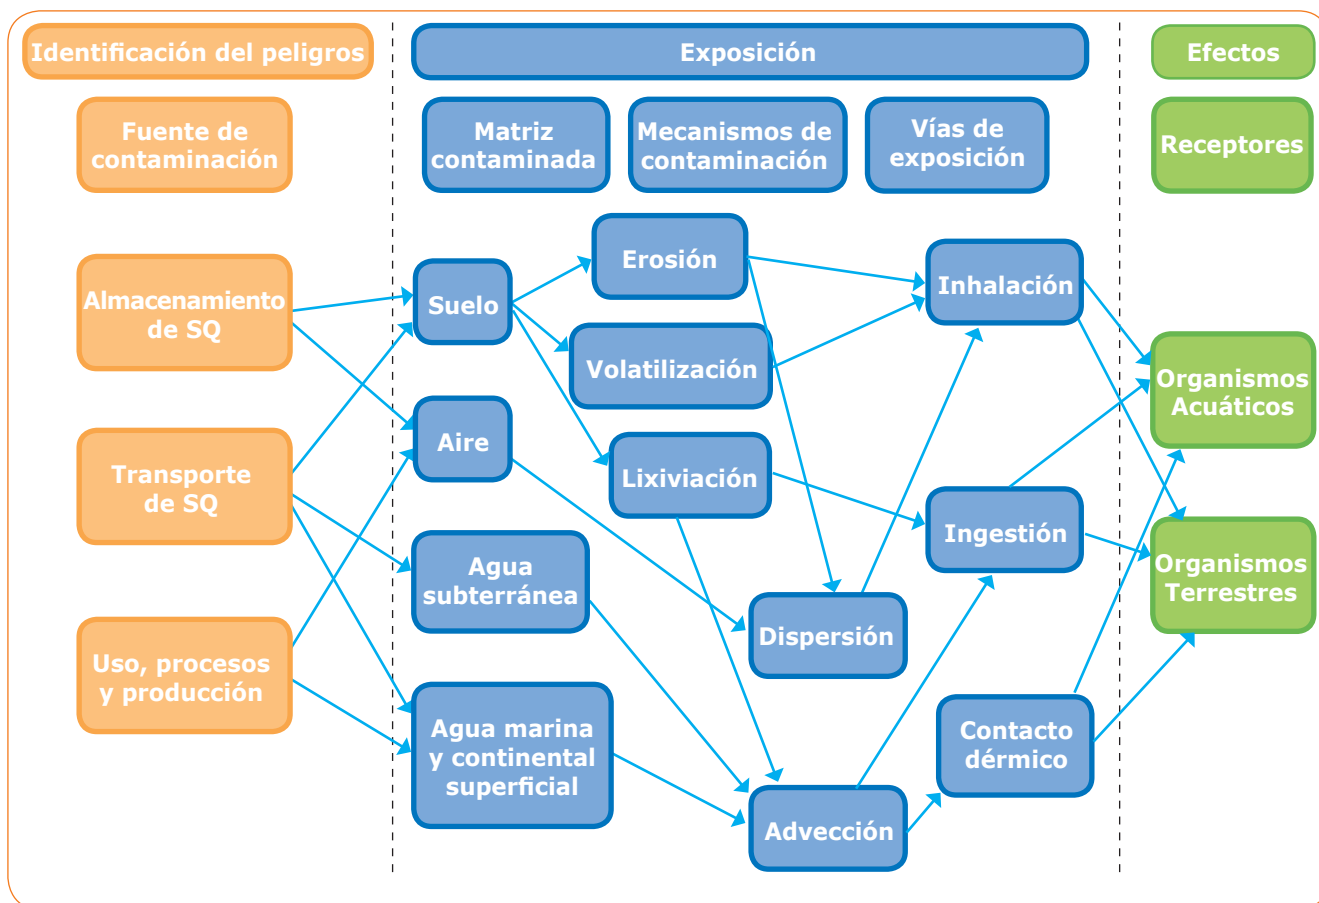 Identificación del peligros
Exposición
Efectos
Fuente de
contaminación
Matriz
contaminada
Mecanismos de
contaminación
Vías de
exposición
Receptores
Almacenamiento
de SQ
Transporte
de SQ
Uso, procesos
y producción
Suelo
Aire
Agua
subterránea
Agua marina
y continental
superficial
Erosión
Volatilización
Lixiviación
Dispersión
Advección
Inhalación
Ingestión
Contacto
dérmico
Organismos
Acuáticos
Organismos
Terrestres